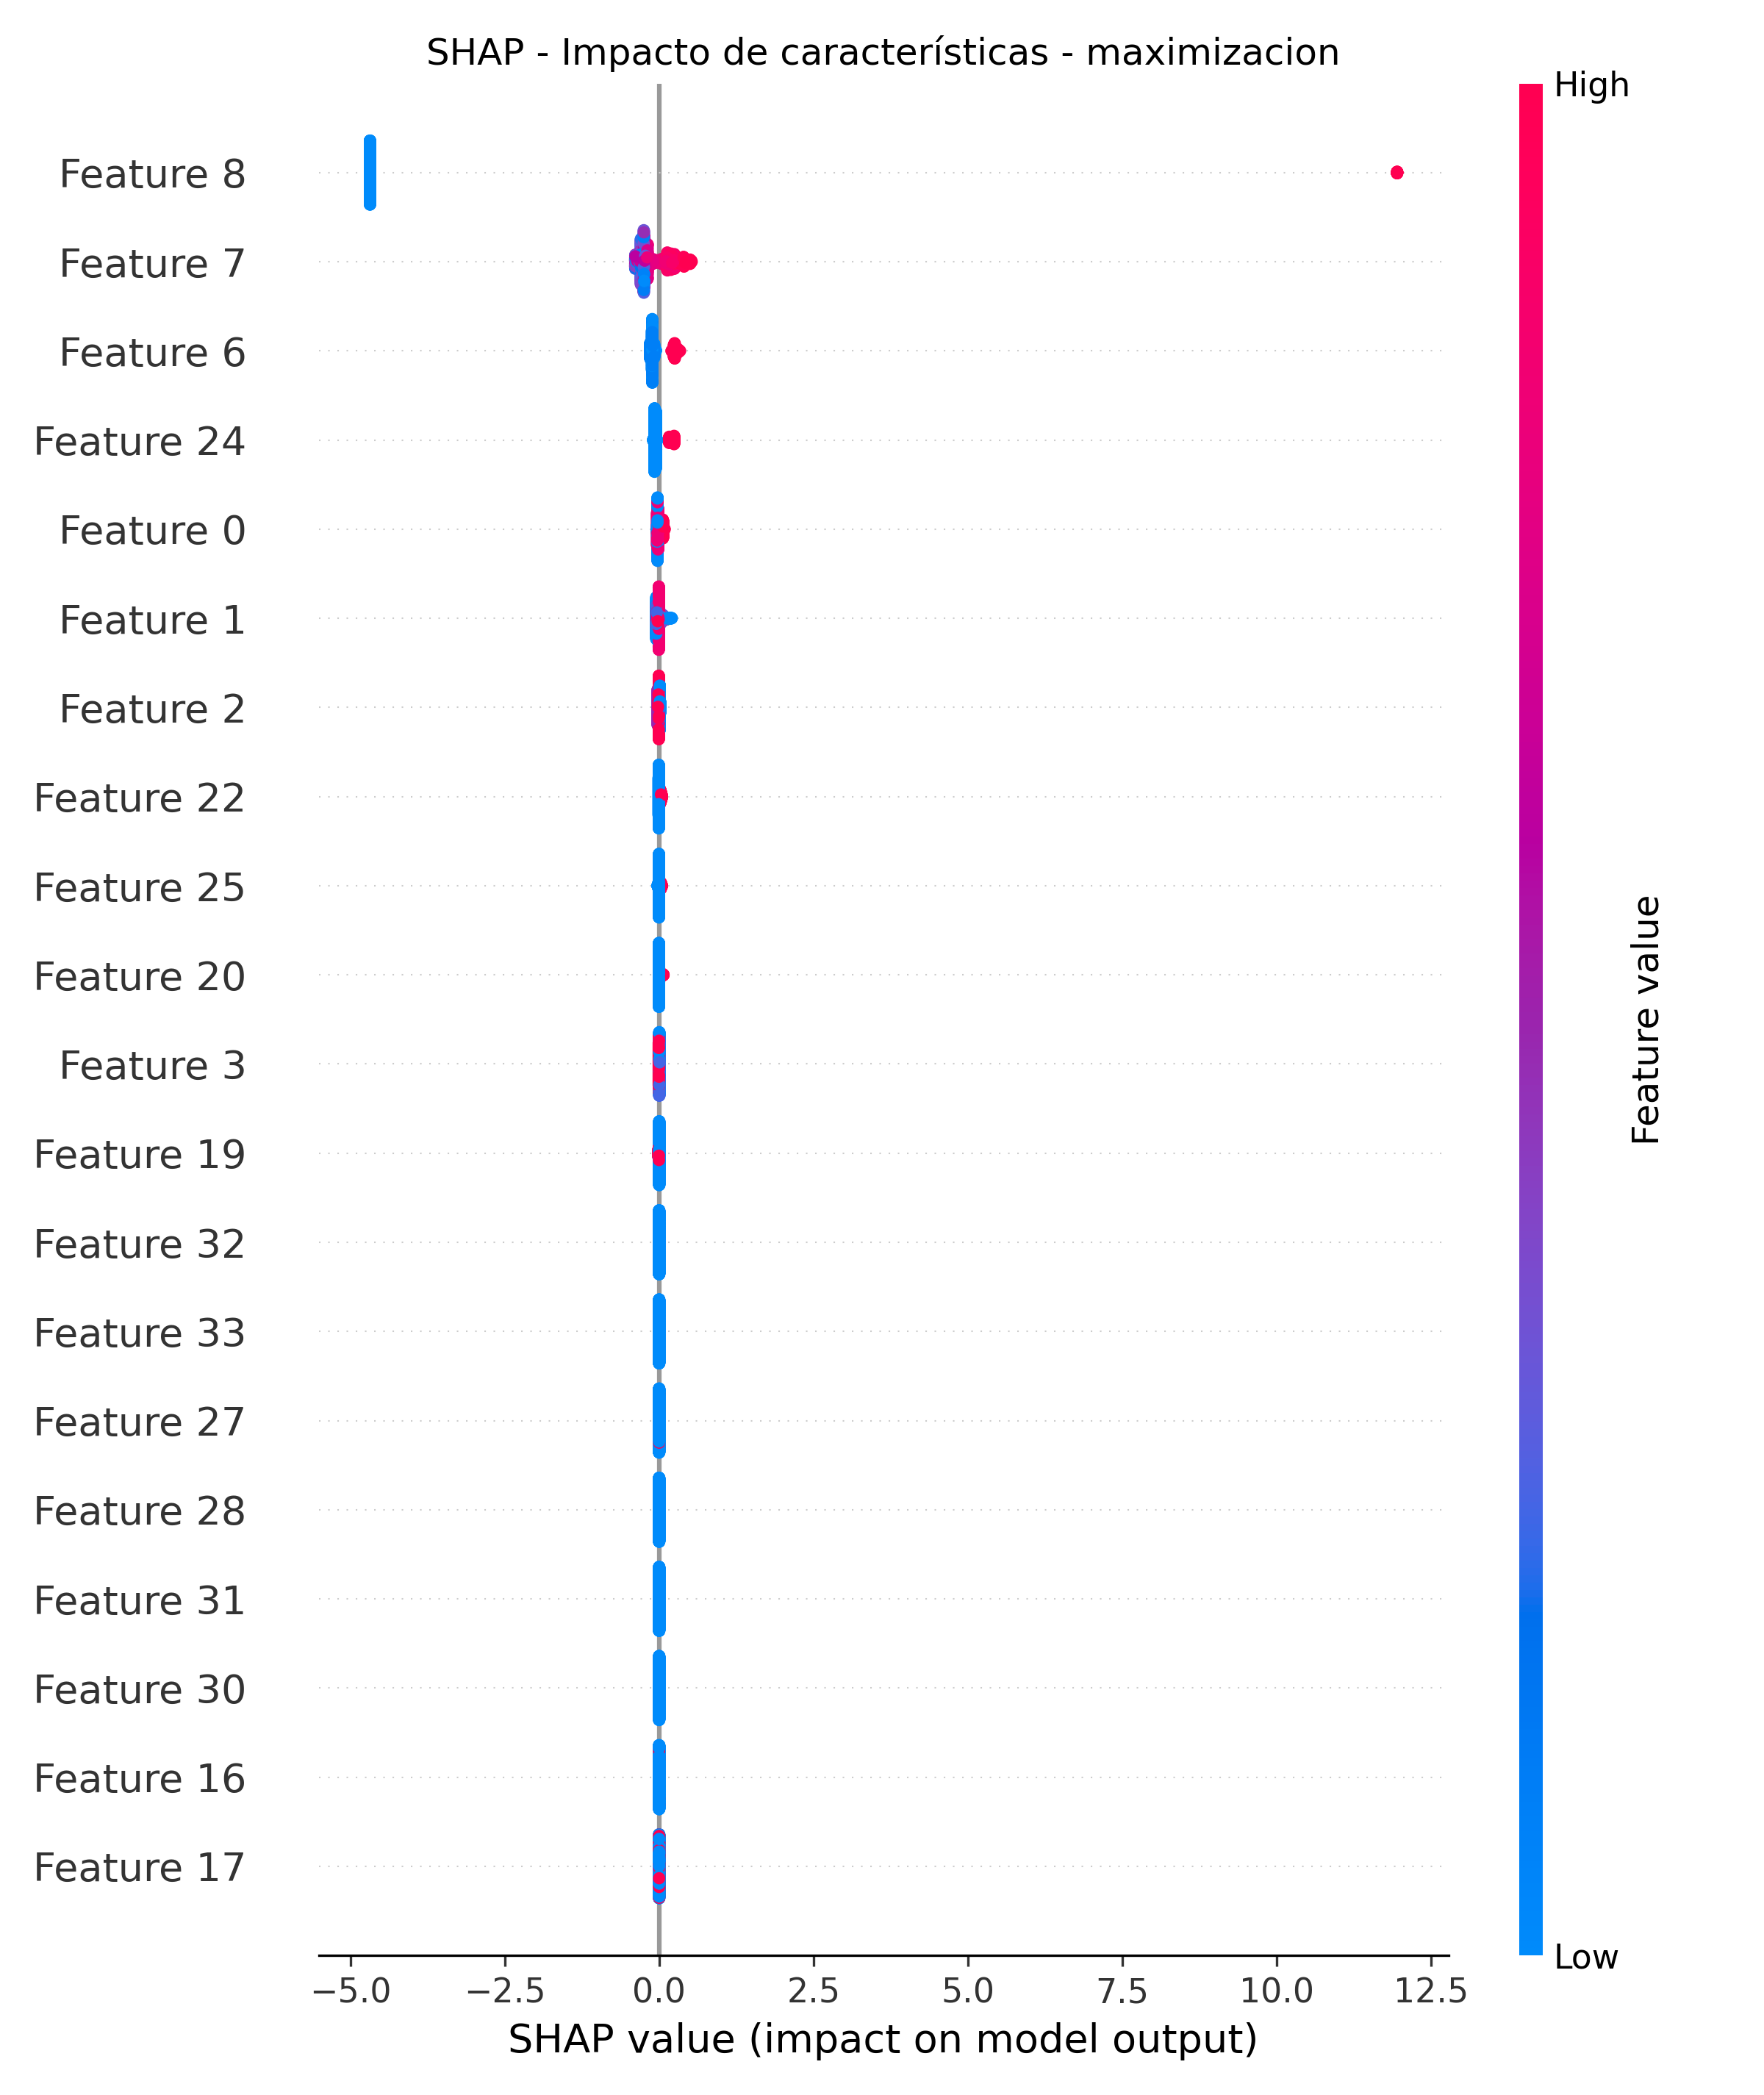 SHAP - Impacto de características - maximizacion
High
Feature 8
Feature 7
Feature 6
Feature 24
Feature 0
Feature 1
Feature 2
Feature 22
Feature 25
Feature 20
Feature 3
Feature 19
Feature 32
Feature 33
Feature 27
Feature 28
Feature 31
Feature 30
Feature 16
Feature 17
Feature value
Low
−5.0 −2.5 0.0 2.5 5.0 7.5 10.0 12.5
SHAP value (impact on model output)